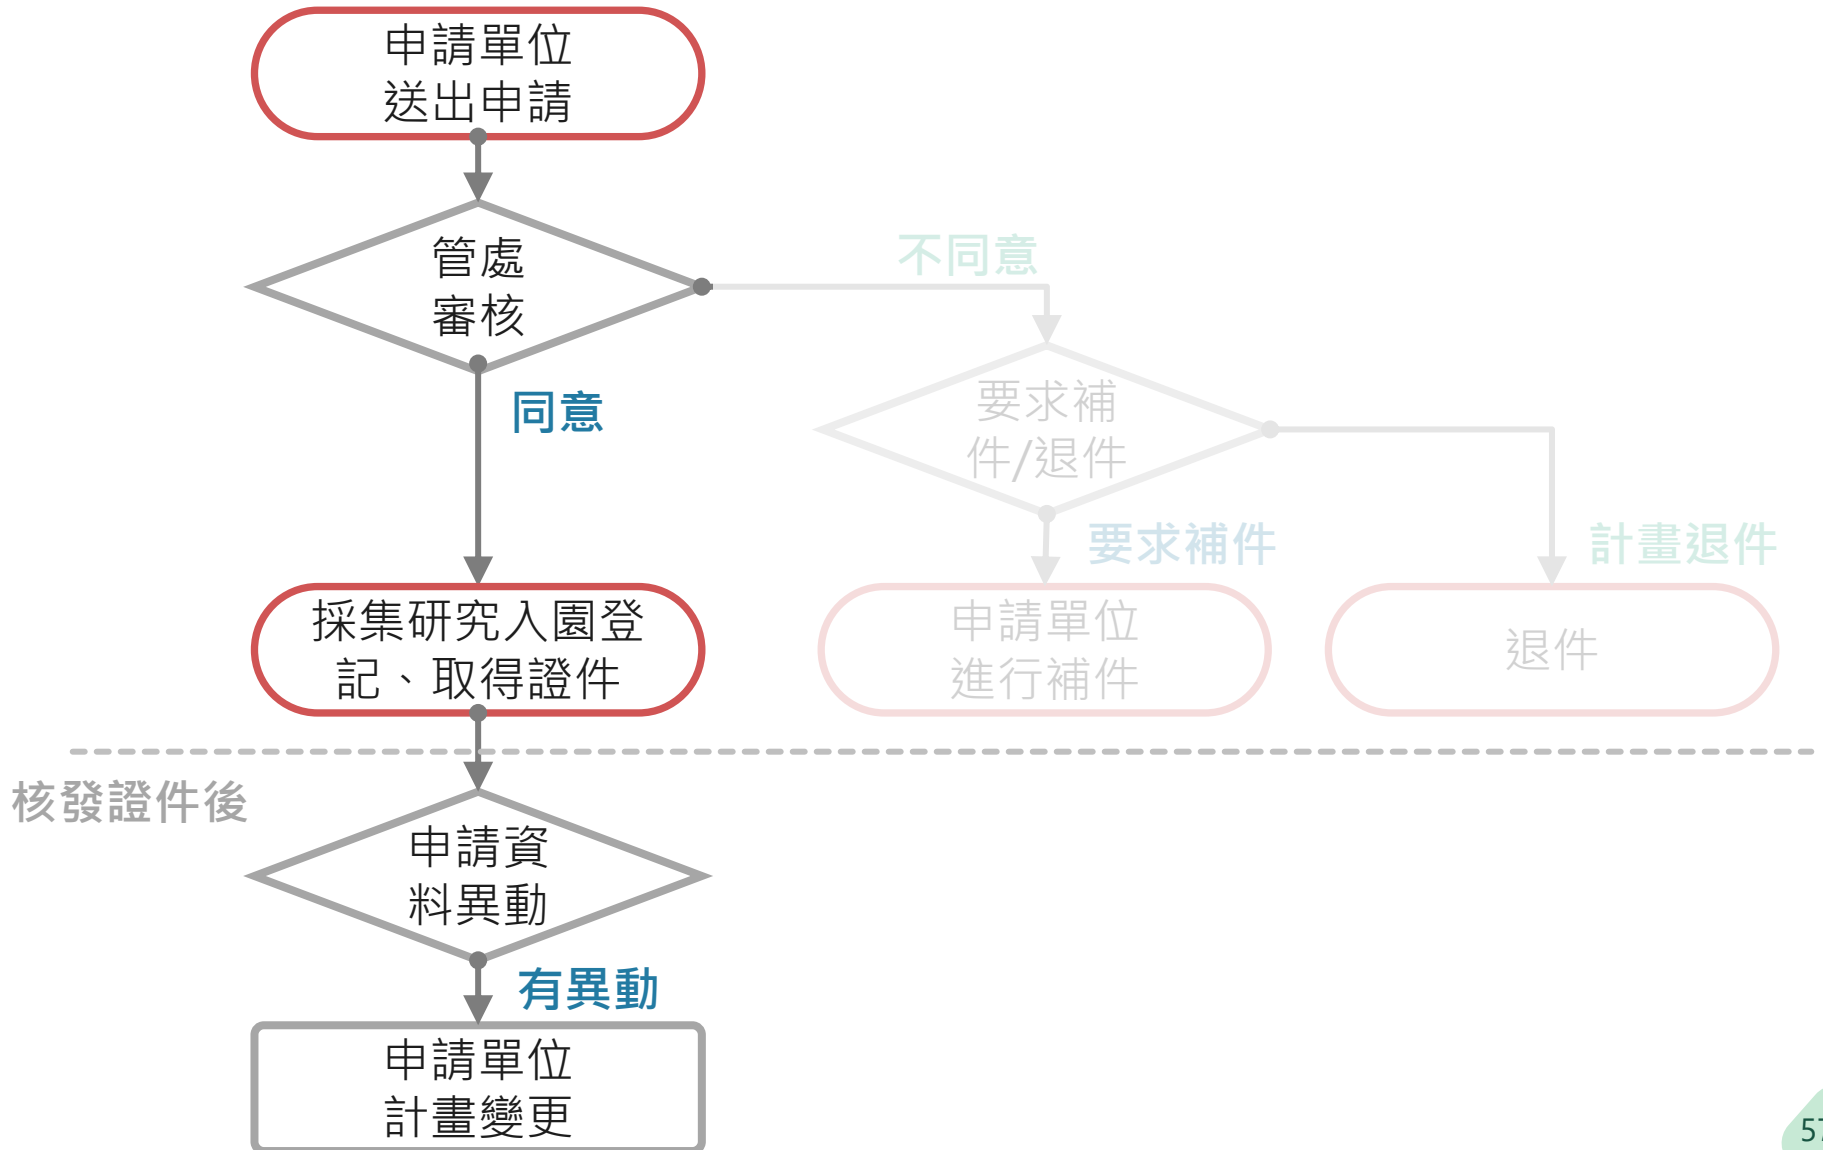 申請單位
送出申請
管處
審核
不同意
同意
要求補
件/退件
要求補件
計畫退件
採集研究入園登
記、取得證件
申請單位
進行補件
退件
核發證件後
申請資
料異動
有異動
申請單位
計畫變更
57